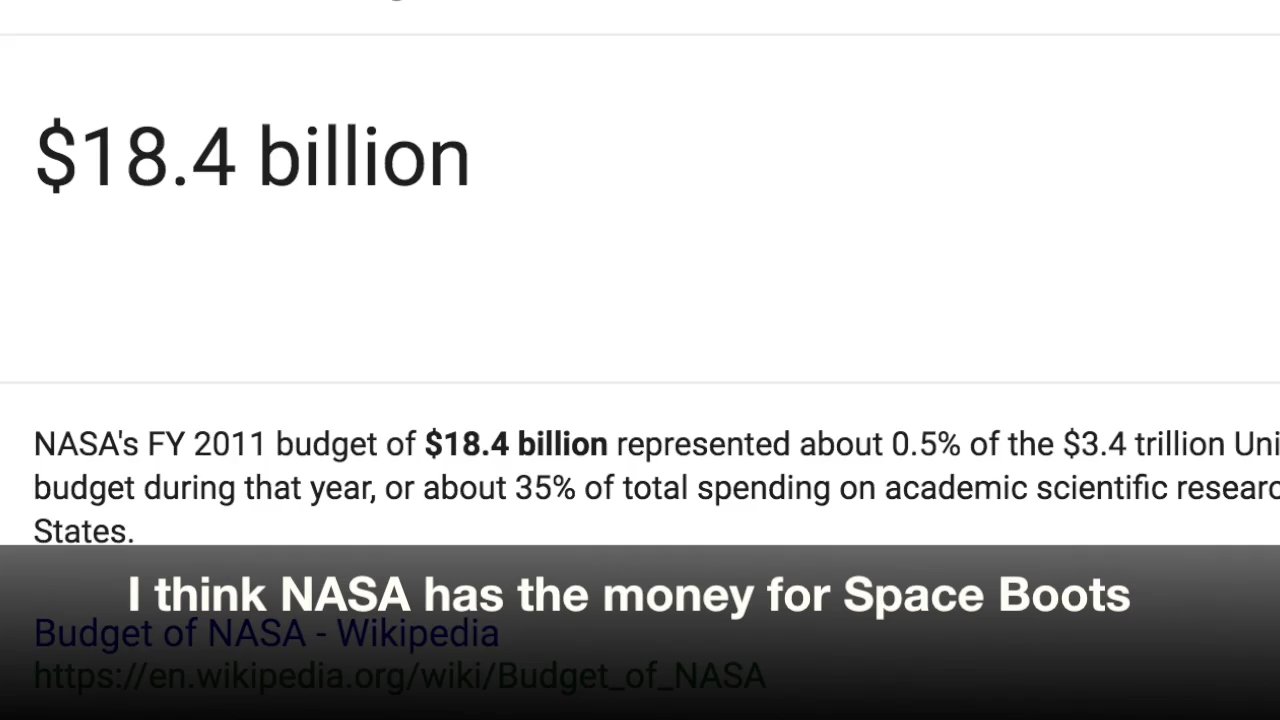 $18.4 billion
NASA's FY 2011 budget of $18.4 billion represented about 0.5% of the $3.4 trillion
budget during that year, or about 35% of total spending on academic scientific
States.
I think NASA has the money for Space Boots
Budget of NASA - Wikipedia
https://en.wikipedia.org/wiki/Budget_of_NASA